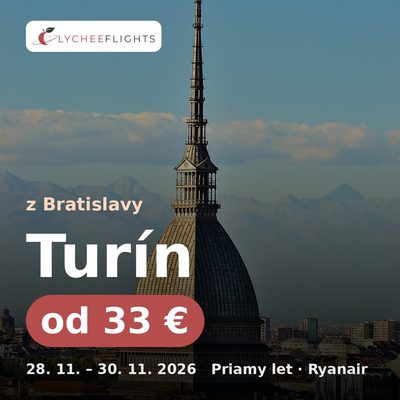 LYCHEEFLIGHTS
z Bratislavy
Turín
od 33 €
28. 11. – 30. 11. 2026 Priamy let · Ryanair